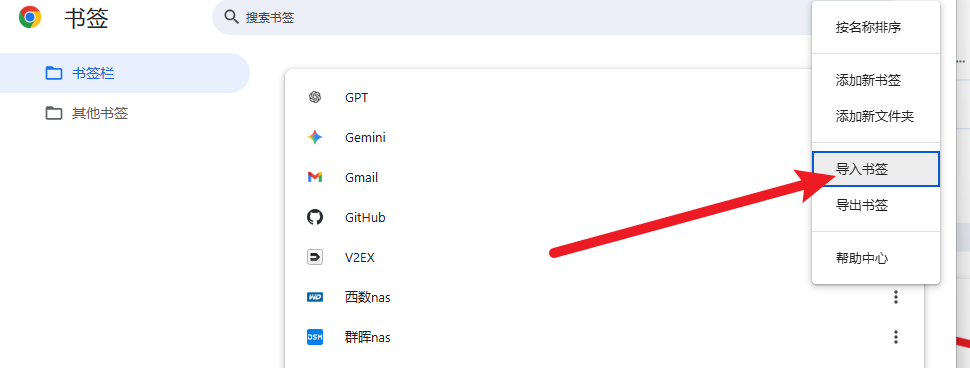 书签
搜索书签
书签栏
其他书签
GPT
Gemini
Gmail
GitHub
V2EX
WD 西数nas
DSM 群晖nas
按名称排序
添加新书签
添加新文件夹
导入书签
导出书签
帮助中心